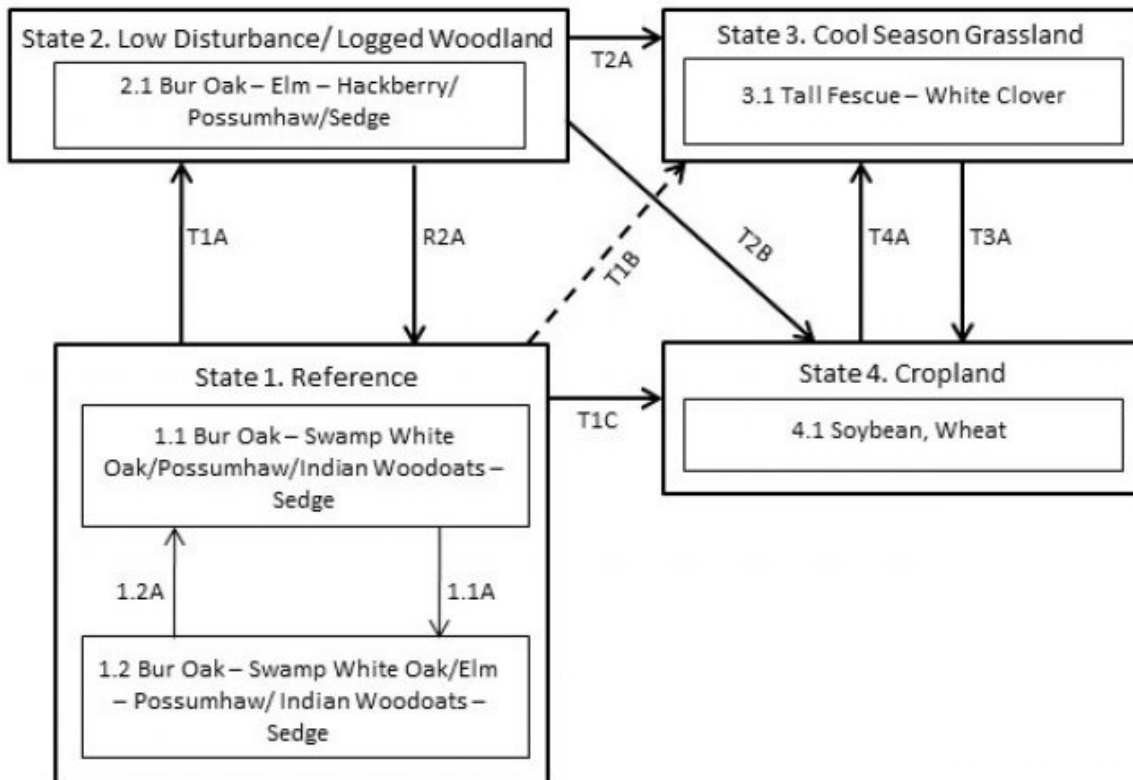 State 2. Low Disturbance/ Logged Woodland
2.1 Bur Oak – Elm – Hackberry/
Possumhaw/Sedge
T2A
State 3. Cool Season Grassland
3.1 Tall Fescue – White Clover
T1A
R2A
T1B
T2B
T4A
T3A
State 1. Reference
1.1 Bur Oak – Swamp White
Oak/Possumhaw/Indian Woodoats –
Sedge
1.2A
1.1A
1.2 Bur Oak – Swamp White Oak/Elm
– Possumhaw/ Indian Woodoats –
Sedge
T1C
State 4. Cropland
4.1 Soybean, Wheat